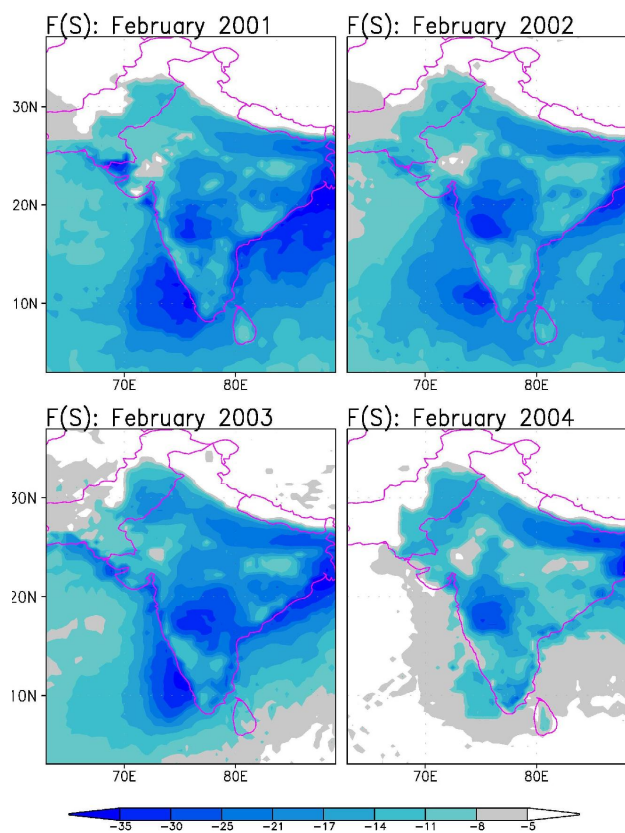 F(S): February 2001
F(S): February 2002
30N
20N
10N
70E
80E
70E
80E
F(S): February 2003
F(S): February 2004
30N
20N
10N
70E
80E
70E
80E
-35 -30 -25 -21 -17 -14 -11 -8 -5